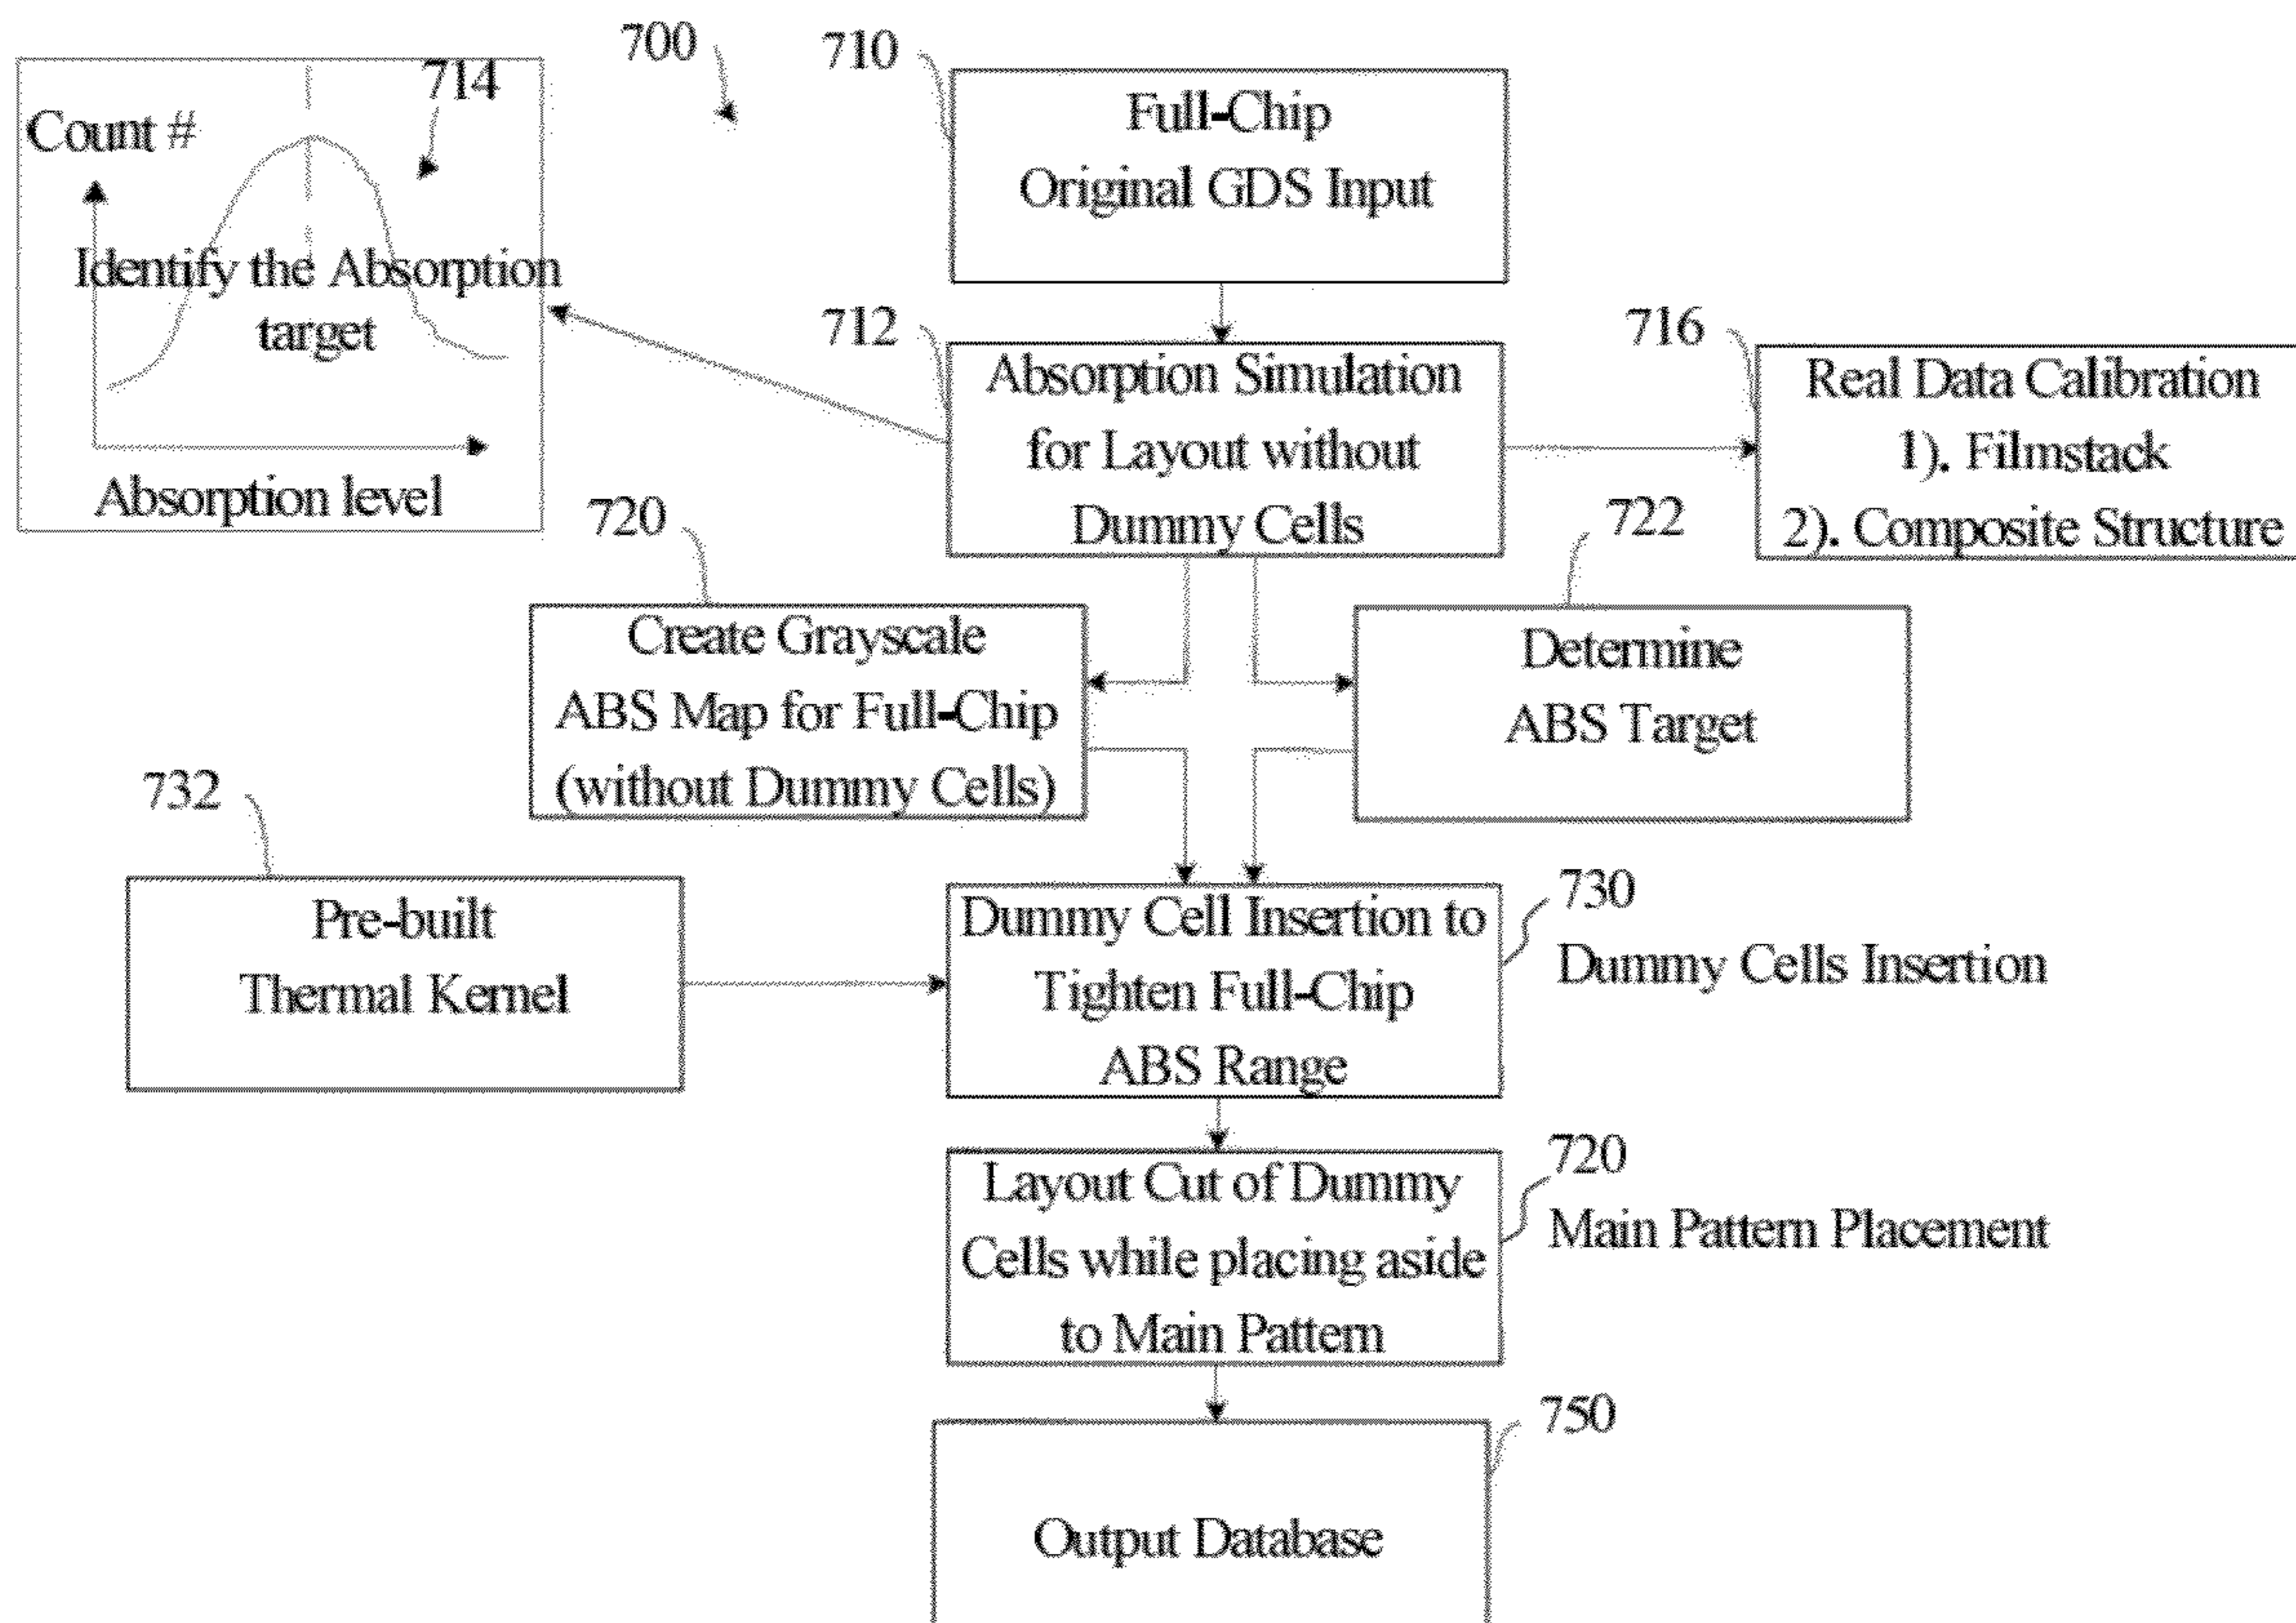 700
710
Full-Chip
Original GDS Input
714
Count #
Identify the Absorption
target
Absorption level
712
Absorption Simulation
for Layout without
Dummy Cells
716
Real Data Calibration
1). Filmstack
2). Composite Structure
720
Create Grayscale
ABS Map for Full-Chip
(without Dummy Cells)
722
Determine
ABS Target
732
Pre-built
Thermal Kernel
Dummy Cell Insertion to
Tighten Full-Chip
ABS Range
730
Dummy Cells Insertion
Layout Cut of Dummy
Cells while placing aside
to Main Pattern
720
Main Pattern Placement
750
Output Database